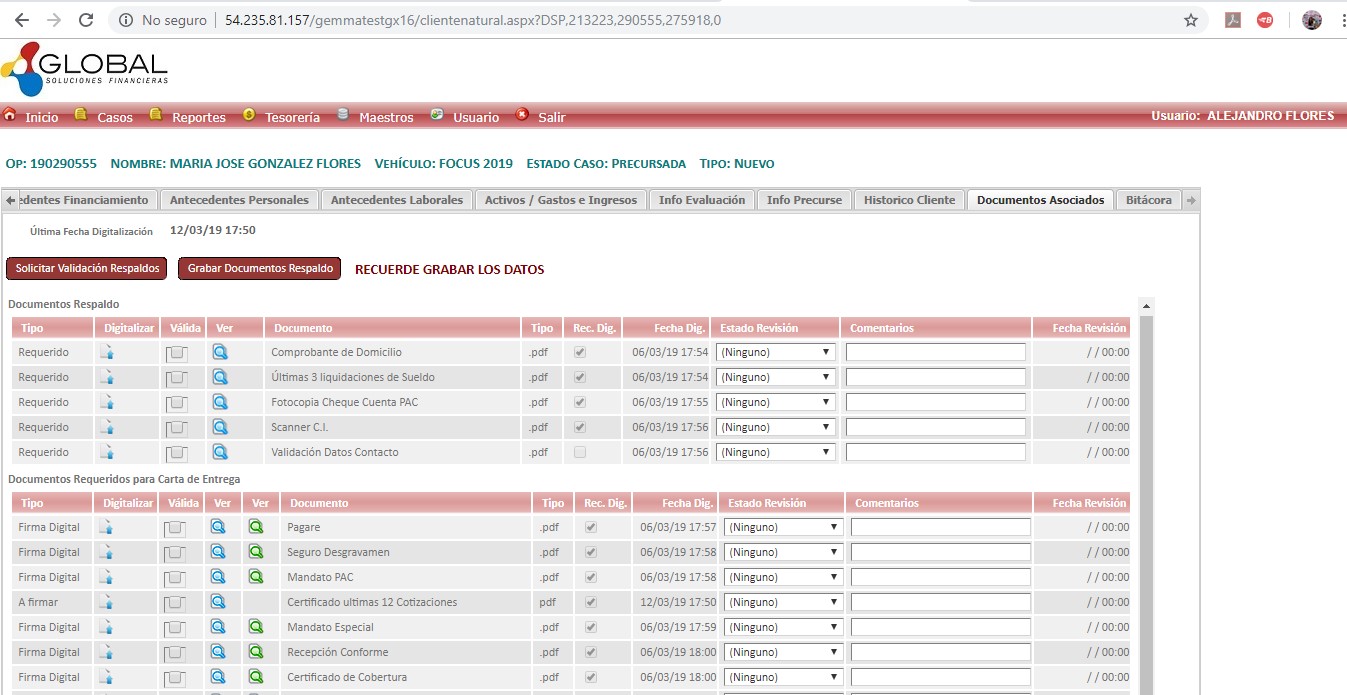 No seguro | 54.235.81.157/gemmatestgx16/clientenatural.aspx?DSP,213223,290555,275918,0
GLOBAL
SOLUCIONES FINANCIERAS
Inicio Casos Reportes Tesorería Maestros Usuario Salir Usuario: ALEJANDRO FLORES
OP: 190290555 NOMBRE: MARIA JOSE GONZALEZ FLORES VEHÍCULO: FOCUS 2019 ESTADO CASO: PRECURSADA TIPO: NUEVO
edentes Financiamiento Antecedentes Personales Antecedentes Laborales Activos / Gastos e Ingresos Info Evaluación Info Precurse Historico Cliente Documentos Asociados Bitácora
Última Fecha Digitalización 12/03/19 17:50
Solicitar Validación Respaldos Grabar Documentos Respaldo RECUERDE GRABAR LOS DATOS
Documentos Respaldo
Tipo Digitalizar Válida Ver Documento Tipo Rec. Dig. Fecha Dig. Estado Revisión Comentarios Fecha Revisión
Requerido Comprobante de Domicilio .pdf 06/03/19 17:54 (Ninguno) / / 00:00
Requerido Últimas 3 liquidaciones de Sueldo .pdf 06/03/19 17:54 (Ninguno) / / 00:00
Requerido Fotocopia Cheque Cuenta PAC .pdf 06/03/19 17:55 (Ninguno) / / 00:00
Requerido Scanner C.I. .pdf 06/03/19 17:56 (Ninguno) / / 00:00
Requerido Validación Datos Contacto .pdf 06/03/19 17:56 (Ninguno) / / 00:00
Documentos Requeridos para Carta de Entrega
Tipo Digitalizar Válida Ver Ver Documento Tipo Rec. Dig. Fecha Dig. Estado Revisión Comentarios Fecha Revisión
Firma Digital Pagare .pdf 06/03/19 17:57 (Ninguno) / / 00:00
Firma Digital Seguro Desgravamen .pdf 06/03/19 17:58 (Ninguno) / / 00:00
Firma Digital Mandato PAC .pdf 06/03/19 17:58 (Ninguno) / / 00:00
A firmar Certificado ultimas 12 Cotizaciones pdf 12/03/19 17:50 (Ninguno) / / 00:00
Firma Digital Mandato Especial .pdf 06/03/19 17:59 (Ninguno) / / 00:00
Firma Digital Recepción Conforme .pdf 06/03/19 18:00 (Ninguno) / / 00:00
Firma Digital Certificado de Cobertura .pdf 06/03/19 18:00 (Ninguno) / / 00:00